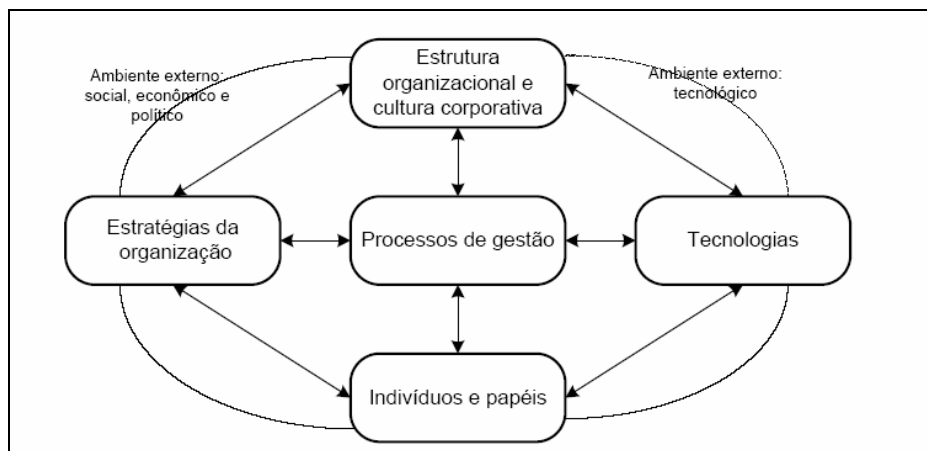 Estrutura
organizacional e
cultura corporativa
Ambiente externo:
social, econômico e
político
Ambiente externo:
tecnológico
Estratégias da
organização
Processos de gestão
Tecnologias
Indivíduos e papéis